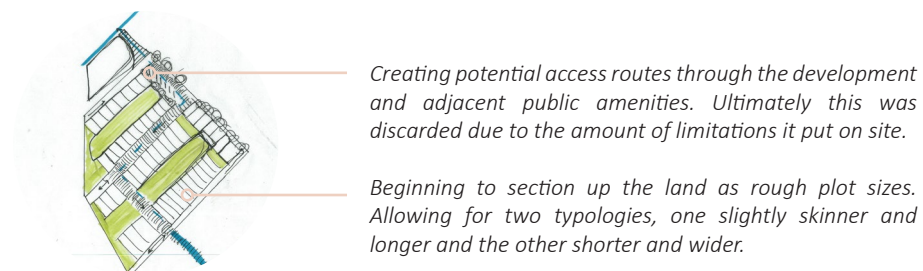 Creating potential access routes through the development
and adjacent public amenities. Ultimately this was
discarded due to the amount of limitations it put on site.
Beginning to section up the land as rough plot sizes.
Allowing for two typologies, one slightly skinner and
longer and the other shorter and wider.